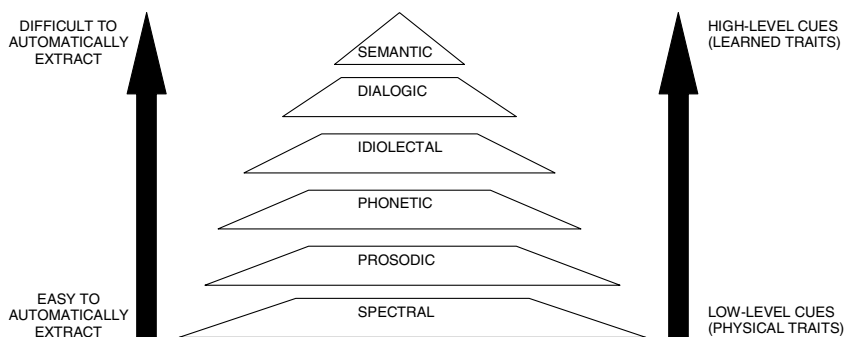 DIFFICULT TO
AUTOMATICALLY
EXTRACT
SEMANTIC
DIALOGIC
IDIOLECTAL
PHONETIC
PROSODIC
SPECTRAL
EASY TO
AUTOMATICALLY
EXTRACT
HIGH-LEVEL CUES
(LEARNED TRAITS)
LOW-LEVEL CUES
(PHYSICAL TRAITS)